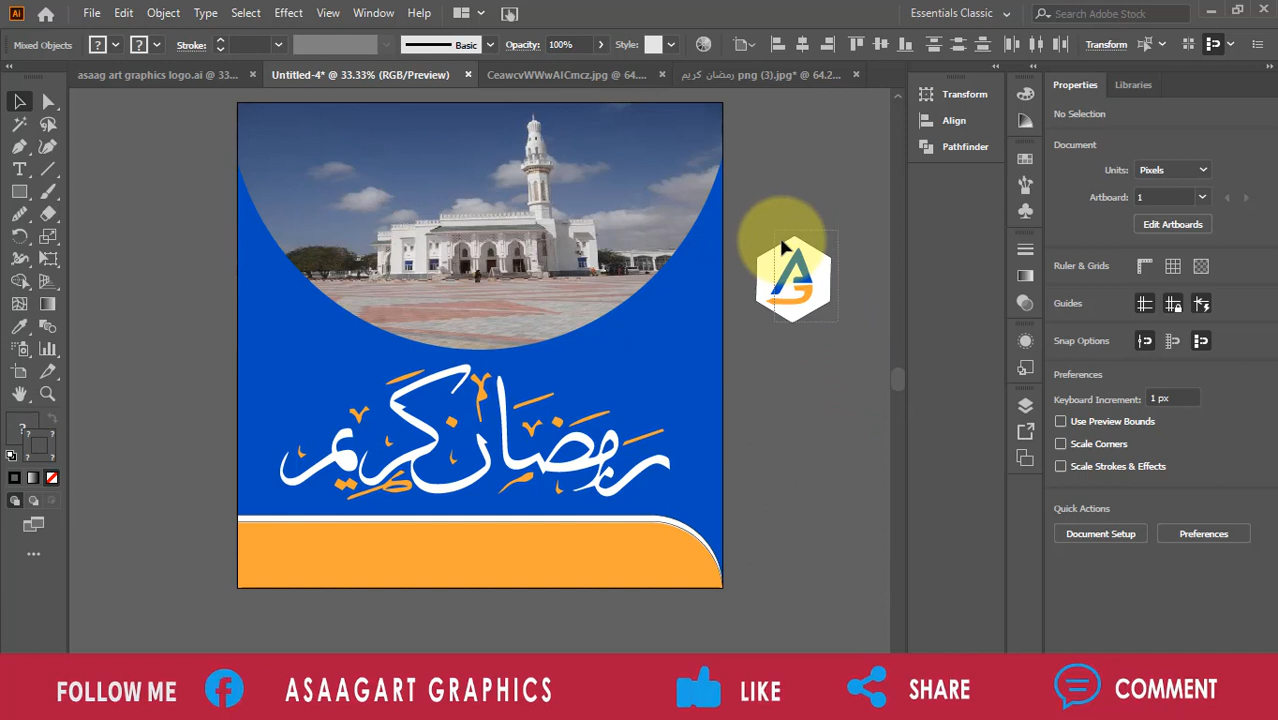 Ai File Edit Object Type Select Effect View Window Help Essentials Classic Search Adobe Stock
Mixed Objects ? ? Stroke: Basic Opacity: 100% Style: Transform
asaag art graphics logo.ai @ 33... × Untitled-4* @ 33.33% (RGB/Preview) × CeawcvWWwAICmcz.jpg @ 64.... × رمضان كريم png (3).jpg* @ 64.2... ×
Properties Libraries
Transform
Align
Pathfinder
No Selection
Document
Units: Pixels
Artboard: 1
Edit Artboards
Ruler & Grids
Guides
Snap Options
Preferences
Keyboard Increment: 1 px
Use Preview Bounds
Scale Corners
Scale Strokes & Effects
Quick Actions
Document Setup Preferences
AG
رمضان كريم
?
FOLLOW ME ASAAGART GRAPHICS LIKE SHARE COMMENT